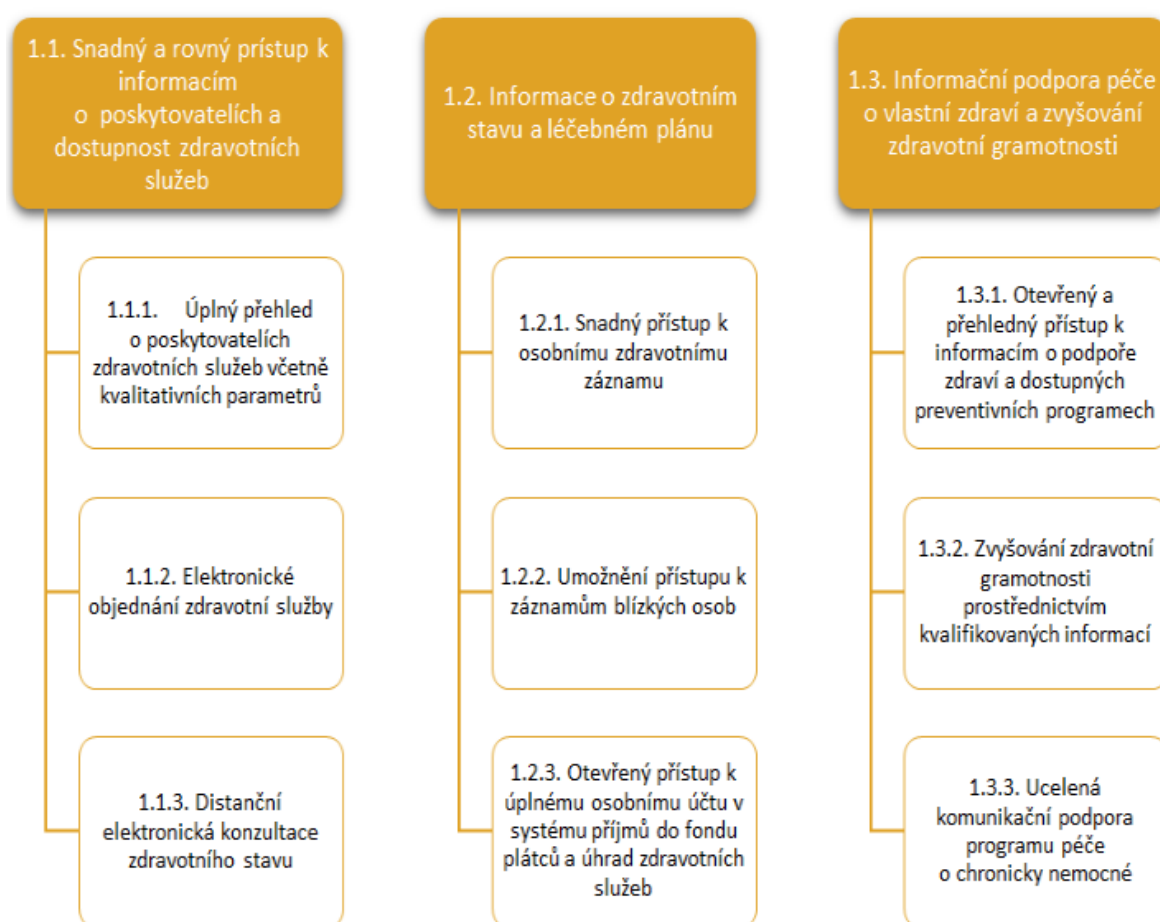 1.1. Snadný a rovný prístup k
informacím
o poskytovatelích a
dostupnost zdravotních
služeb
1.1.1. Úplný přehled
o poskytovatelích
zdravotních služeb včetně
kvalitativních parametrů
1.1.2. Elektronické
objednání zdravotní služby
1.1.3. Distanční
elektronická konzultace
zdravotního stavu
1.2. Informace o zdravotním
stavu a léčebném plánu
1.2.1. Snadný přístup k
osobnímu zdravotnímu
záznamu
1.2.2. Umožnění přístupu k
záznamům blízkých osob
1.2.3. Otevřený přístup k
úplnému osobnímu účtu v
systému příjmů do fondu
plátců a úhrad zdravotních
služeb
1.3. Informační podpora péče
o vlastní zdraví a zvyšování
zdravotní gramotnosti
1.3.1. Otevřený a
přehledný přístup k
informacím o podpoře
zdraví a dostupných
preventivních programech
1.3.2. Zvyšování zdravotní
gramotnosti
prostřednictvím
kvalifikovaných informací
1.3.3. Ucelená
komunikační podpora
programu péče
o chronicky nemocné